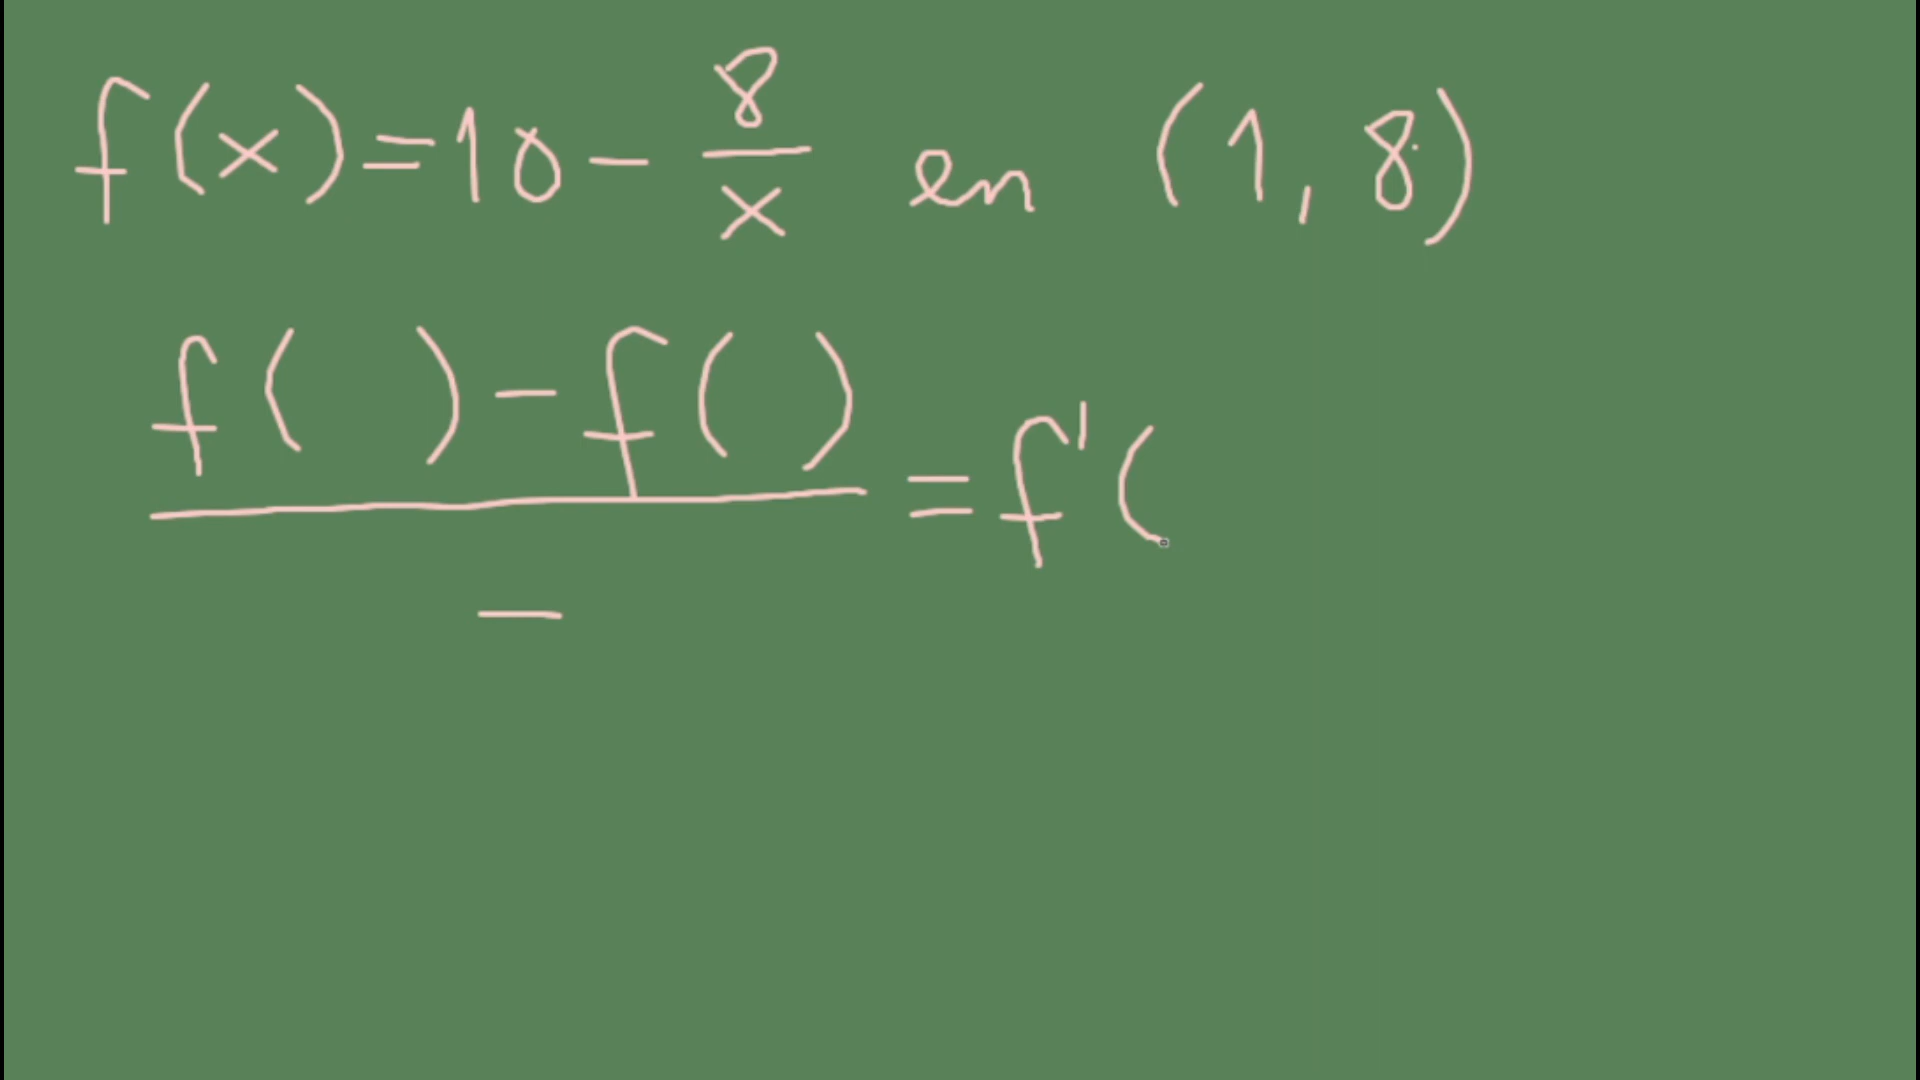 f(x)=10-8/x en (1,8)
f( )-f( )/- =f'(